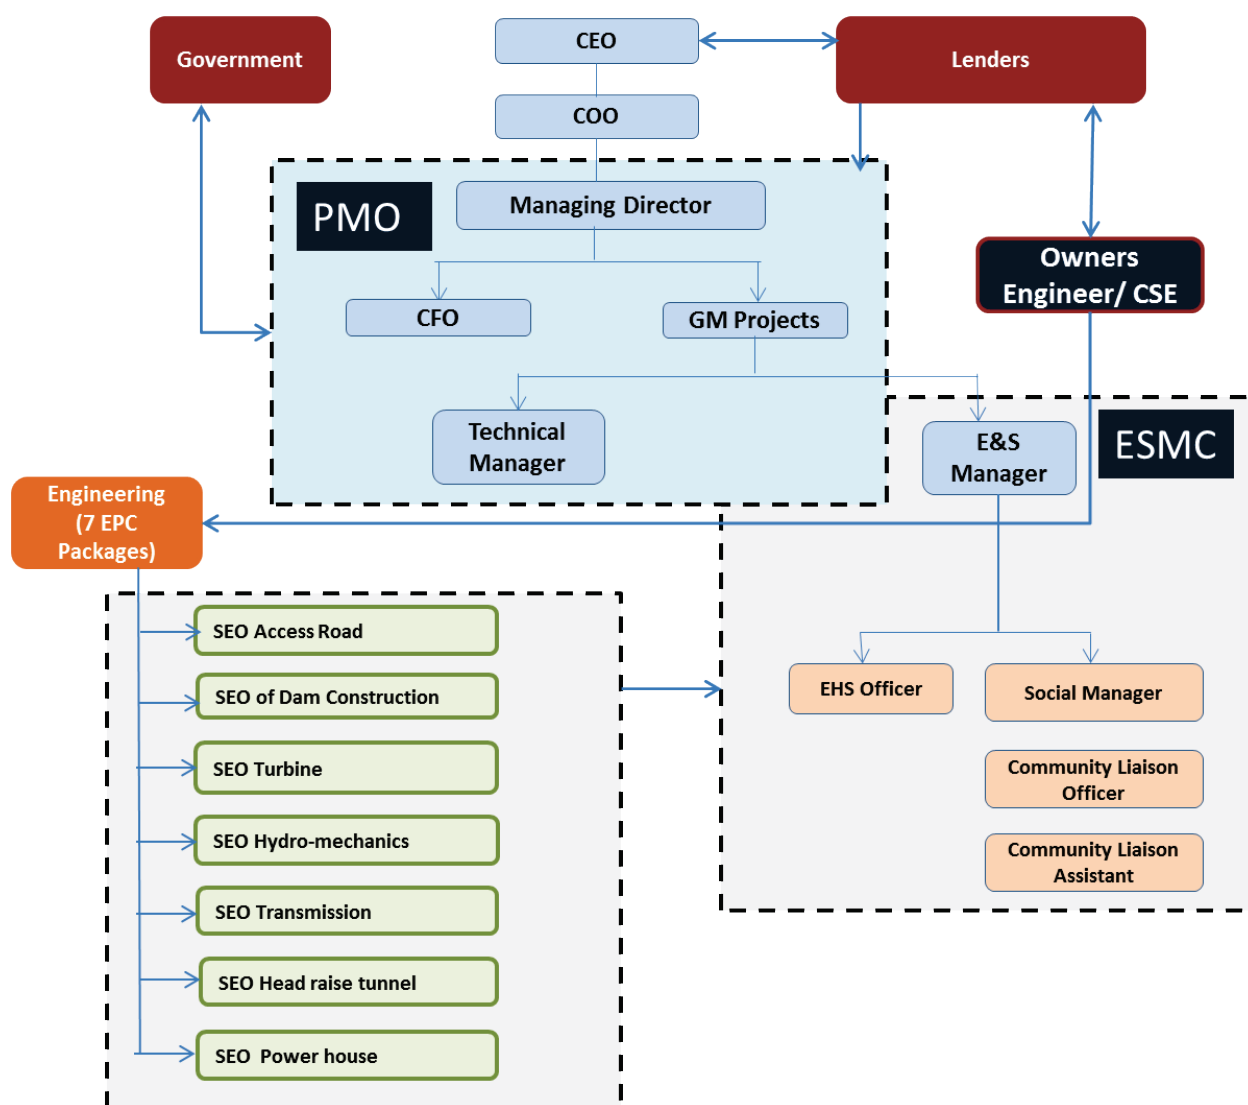 Government
CEO
Lenders
COO
PMO
Managing Director
Owners
Engineer/ CSE
CFO
GM Projects
Technical
Manager
E&S
Manager
ESMC
Engineering
(7 EPC
Packages)
SEO Access Road
SEO of Dam Construction
SEO Turbine
SEO Hydro-mechanics
SEO Transmission
SEO Head raise tunnel
SEO  Power house
EHS Officer
Social Manager
Community Liaison
Officer
Community Liaison
Assistant